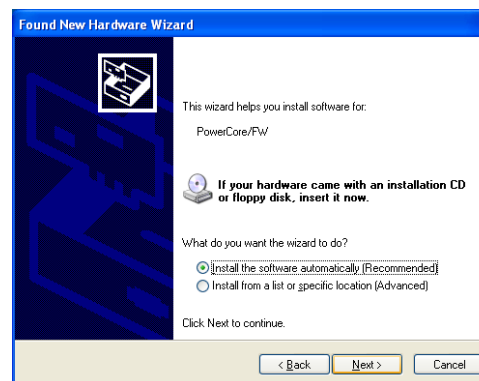 Found New Hardware Wizard
This wizard helps you install software for:
PowerCore/FW
If your hardware came with an installation CD
or floppy disk, insert it now.
What do you want the wizard to do?
Install the software automatically (Recommended)
Install from a list or specific location (Advanced)
Click Next to continue.
< Back Next > Cancel